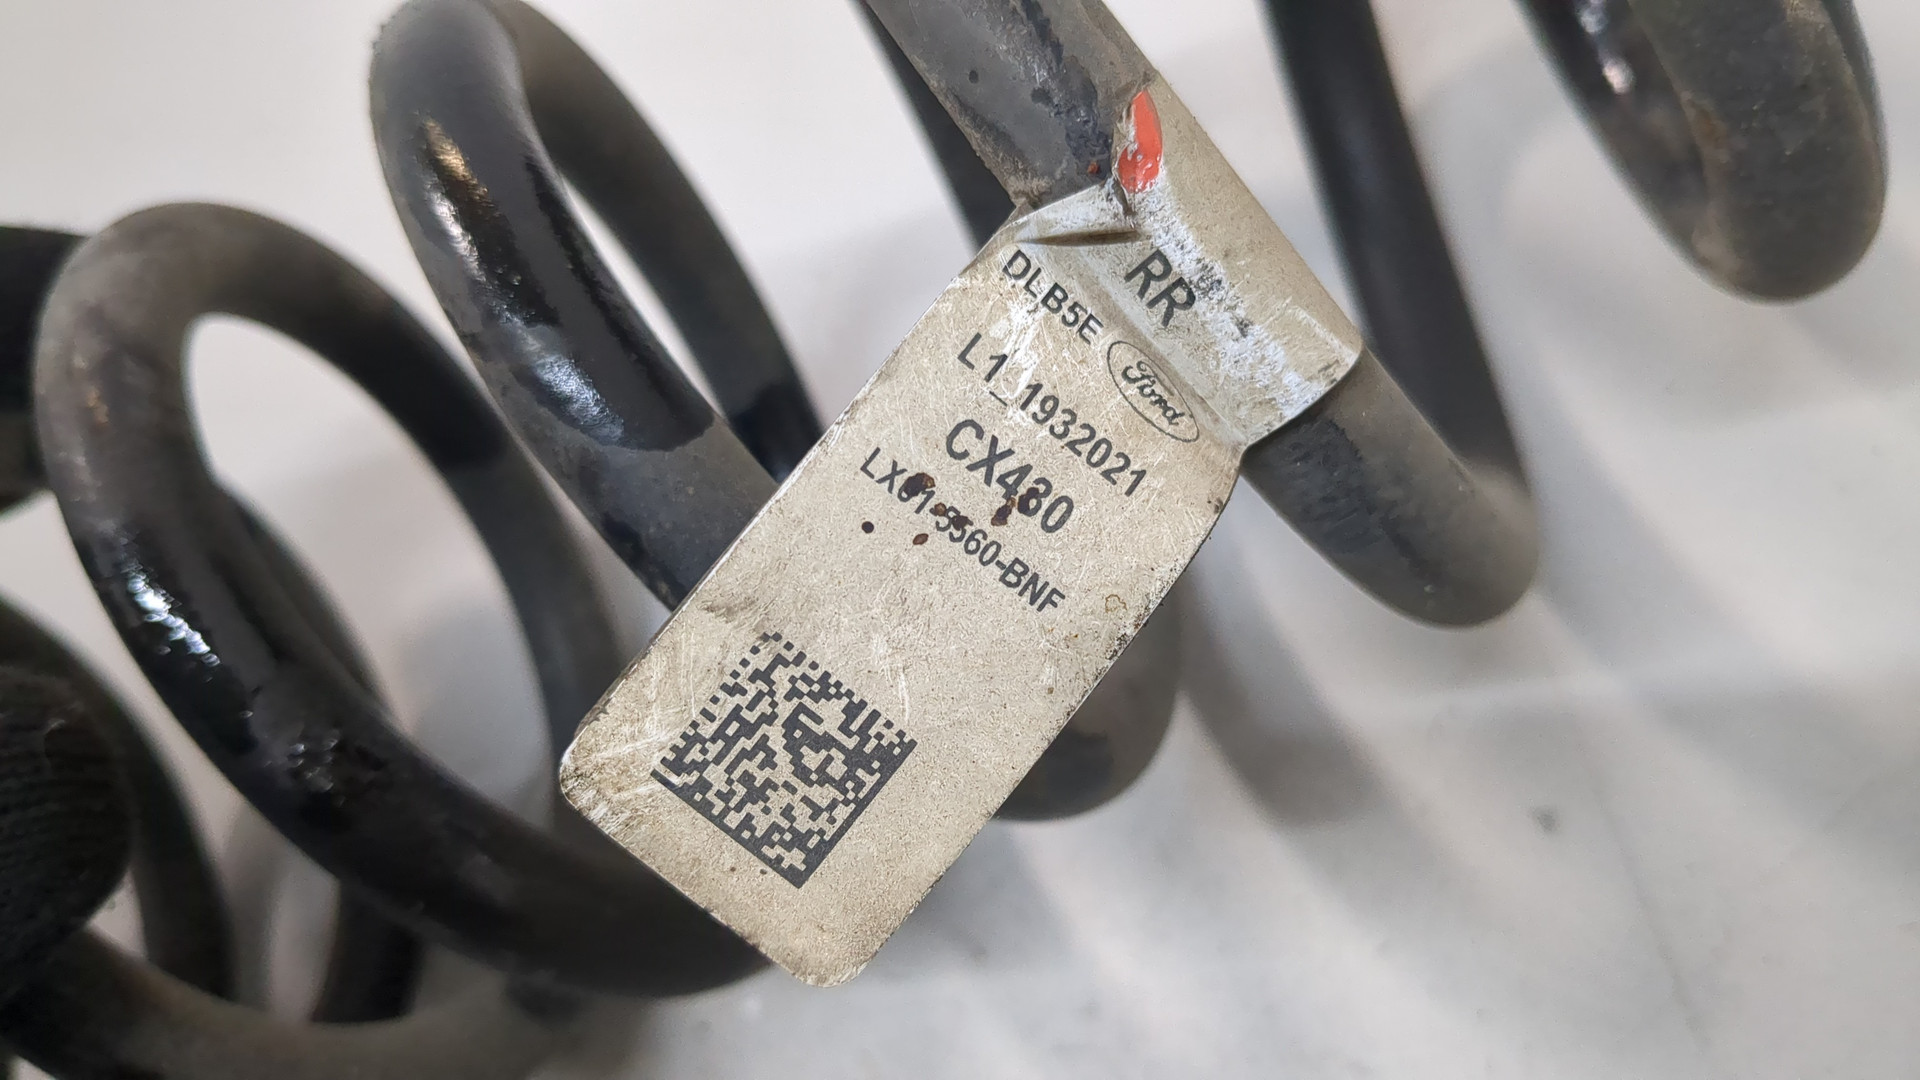 RR
DLB5E
Ford
L1_1932021
CX430
LX61-5560-BNF